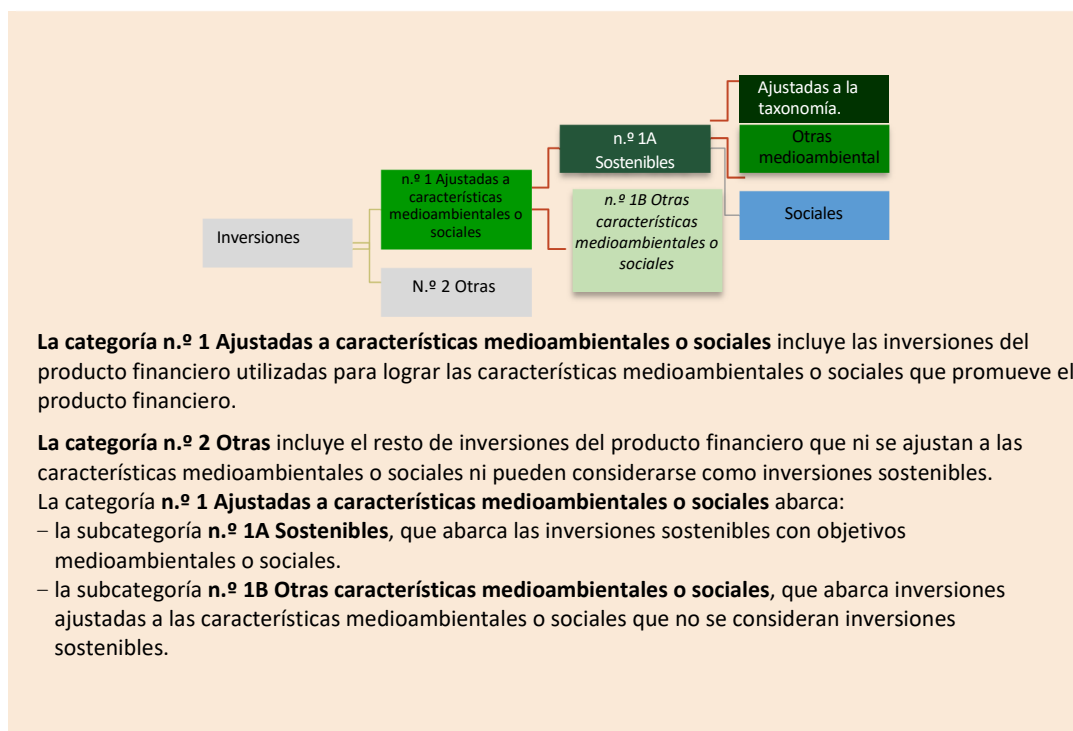 Ajustadas a la
taxonomía.
n.º 1A
Sostenibles
Otras
medioambiental
n.º 1 Ajustadas a
características
medioambientales o
sociales
n.º 1B Otras
características
medioambientales o
sociales
Sociales
Inversiones
N.º 2 Otras
La categoría n.º 1 Ajustadas a características medioambientales o sociales incluye las inversiones del
producto financiero utilizadas para lograr las características medioambientales o sociales que promueve el
producto financiero.
La categoría n.º 2 Otras incluye el resto de inversiones del producto financiero que ni se ajustan a las
características medioambientales o sociales ni pueden considerarse como inversiones sostenibles.
La categoría n.º 1 Ajustadas a características medioambientales o sociales abarca:
– la subcategoría n.º 1A Sostenibles, que abarca las inversiones sostenibles con objetivos
medioambientales o sociales.
– la subcategoría n.º 1B Otras características medioambientales o sociales, que abarca inversiones
ajustadas a las características medioambientales o sociales que no se consideran inversiones
sostenibles.